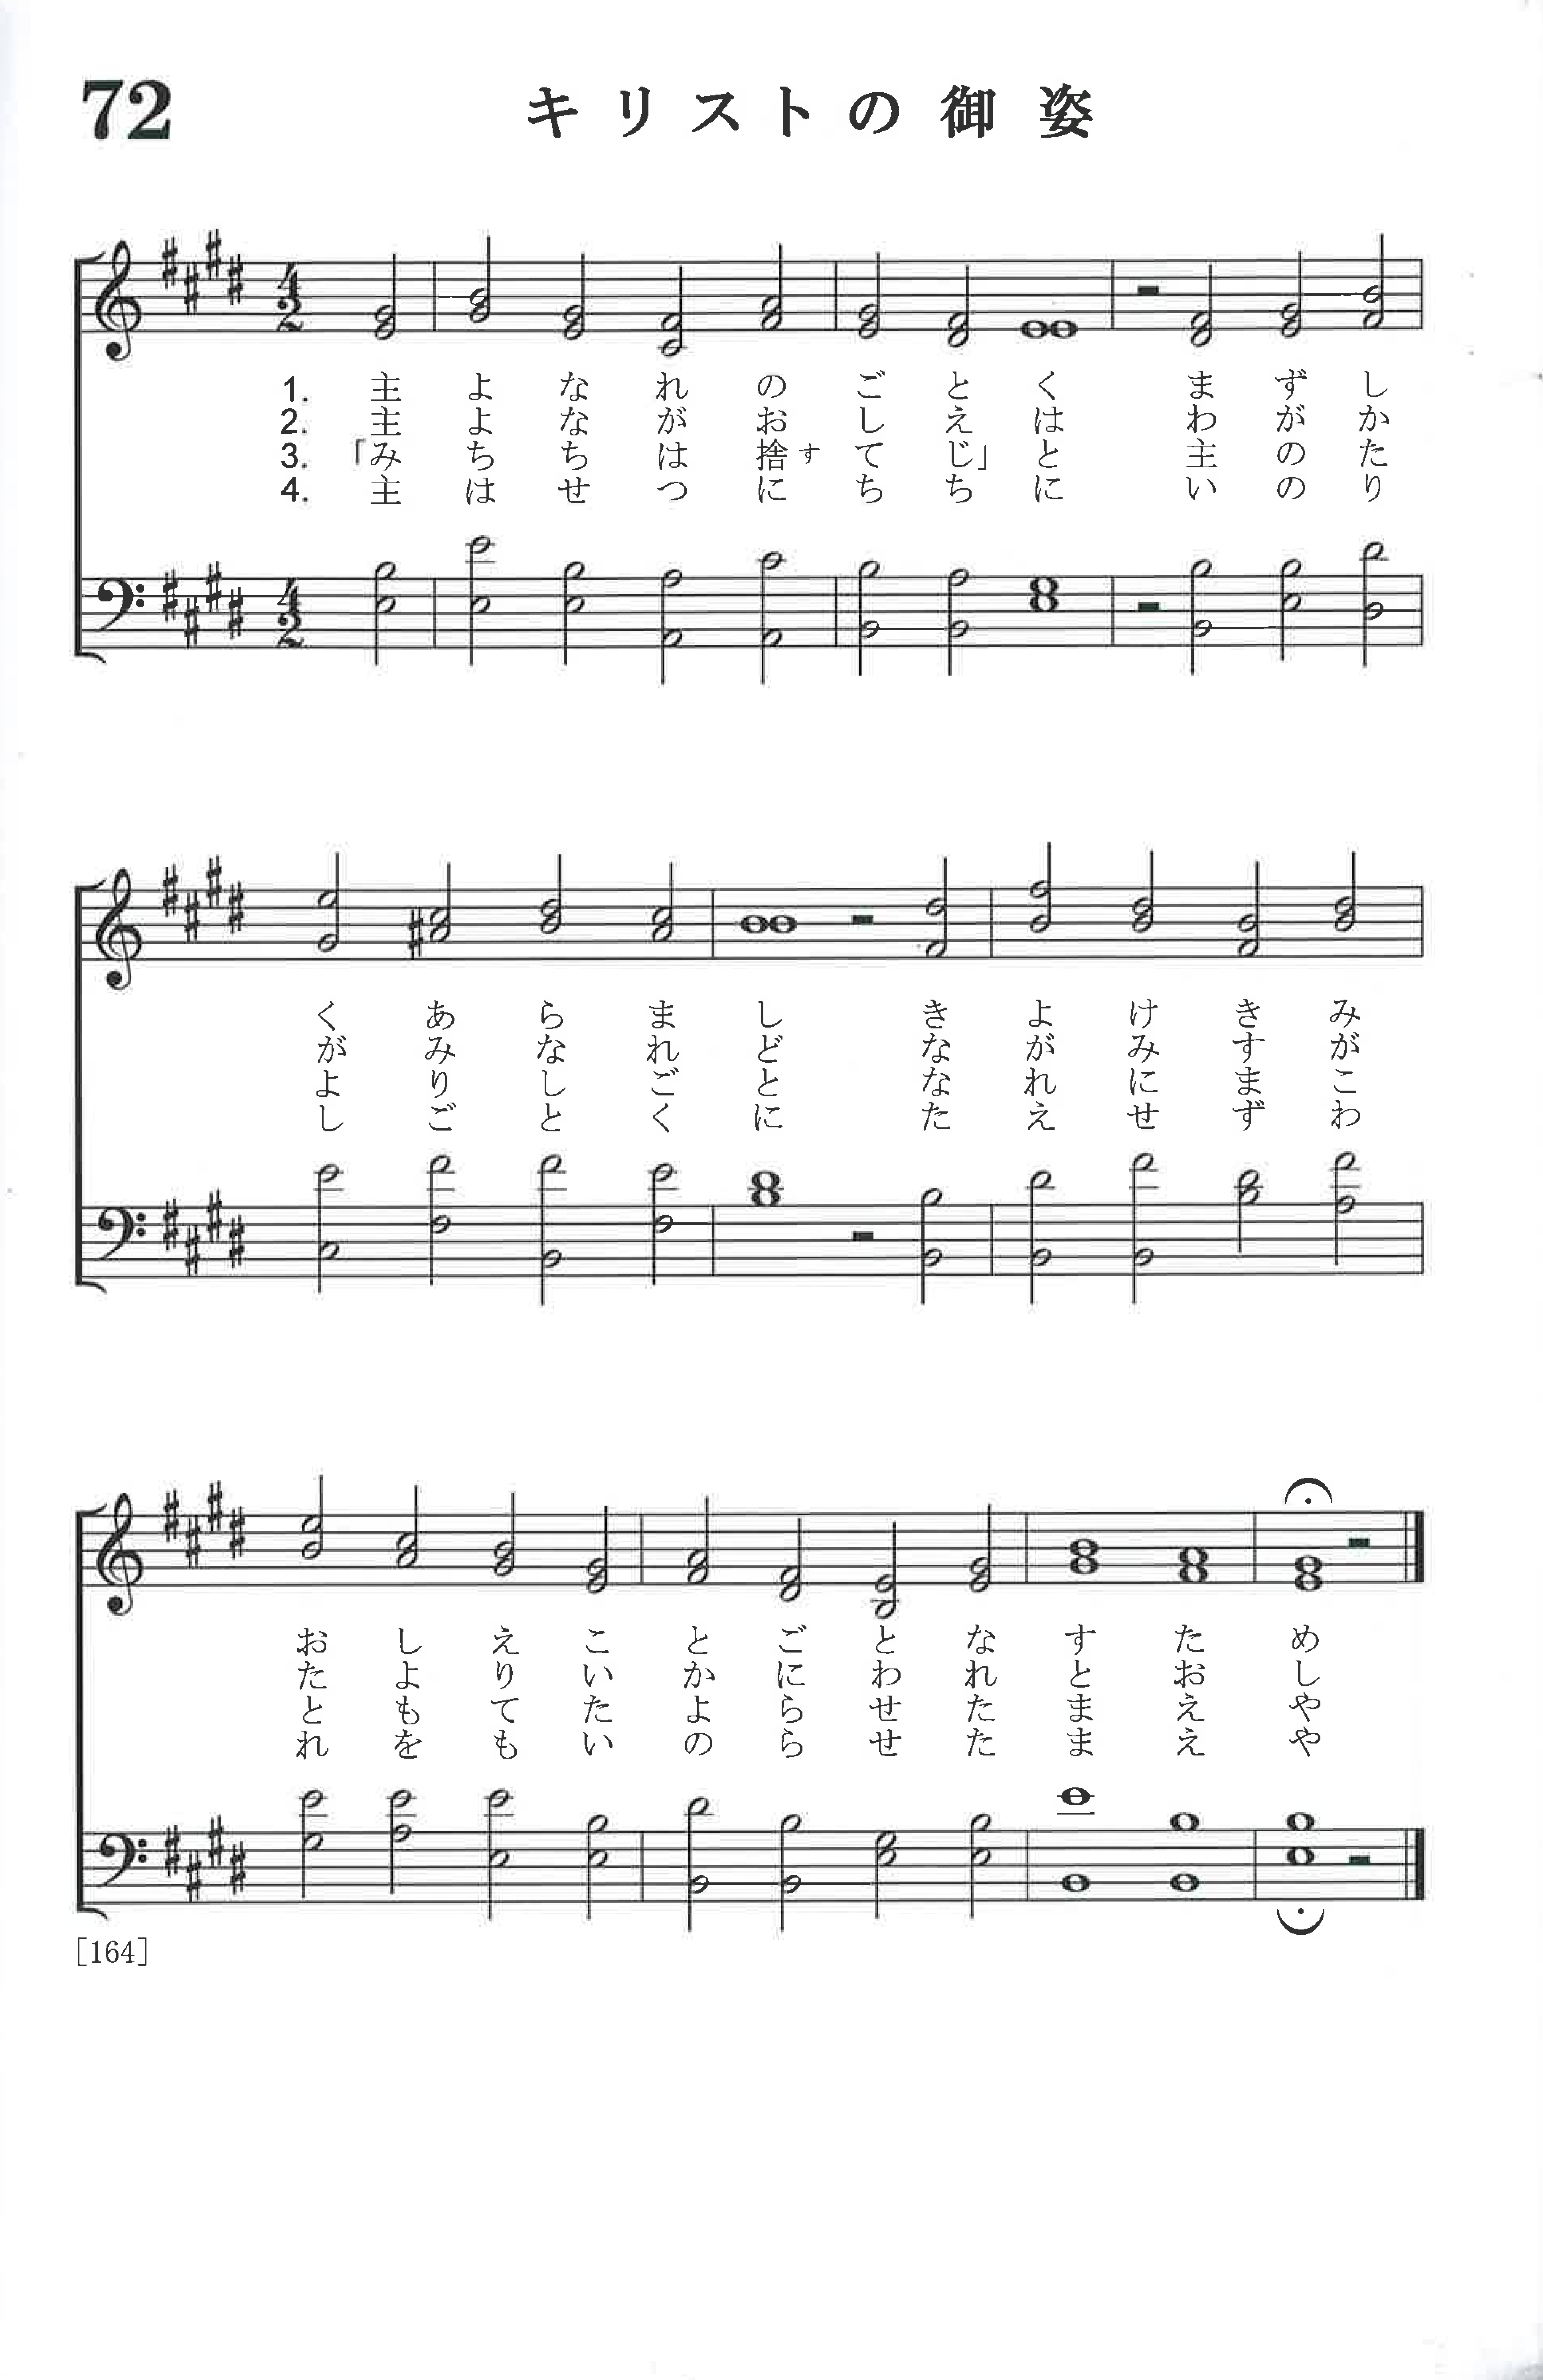 72 キリストの御姿
1. 主よなれのごとく まずし
2. 主よながおしえは わがか
3. 「みちちは捨すてじ」と 主のた
4. 主はせつにちちに いのり
くあらまし きよけきみ
がみなれど ながみすが
よりしごと なれにまこ
しごとくに たえせずわ
おしえこ とごとなすため
たよりい かにわれとおし
ともてた よらせたまえや
れをもい のらせたまえや
[164]